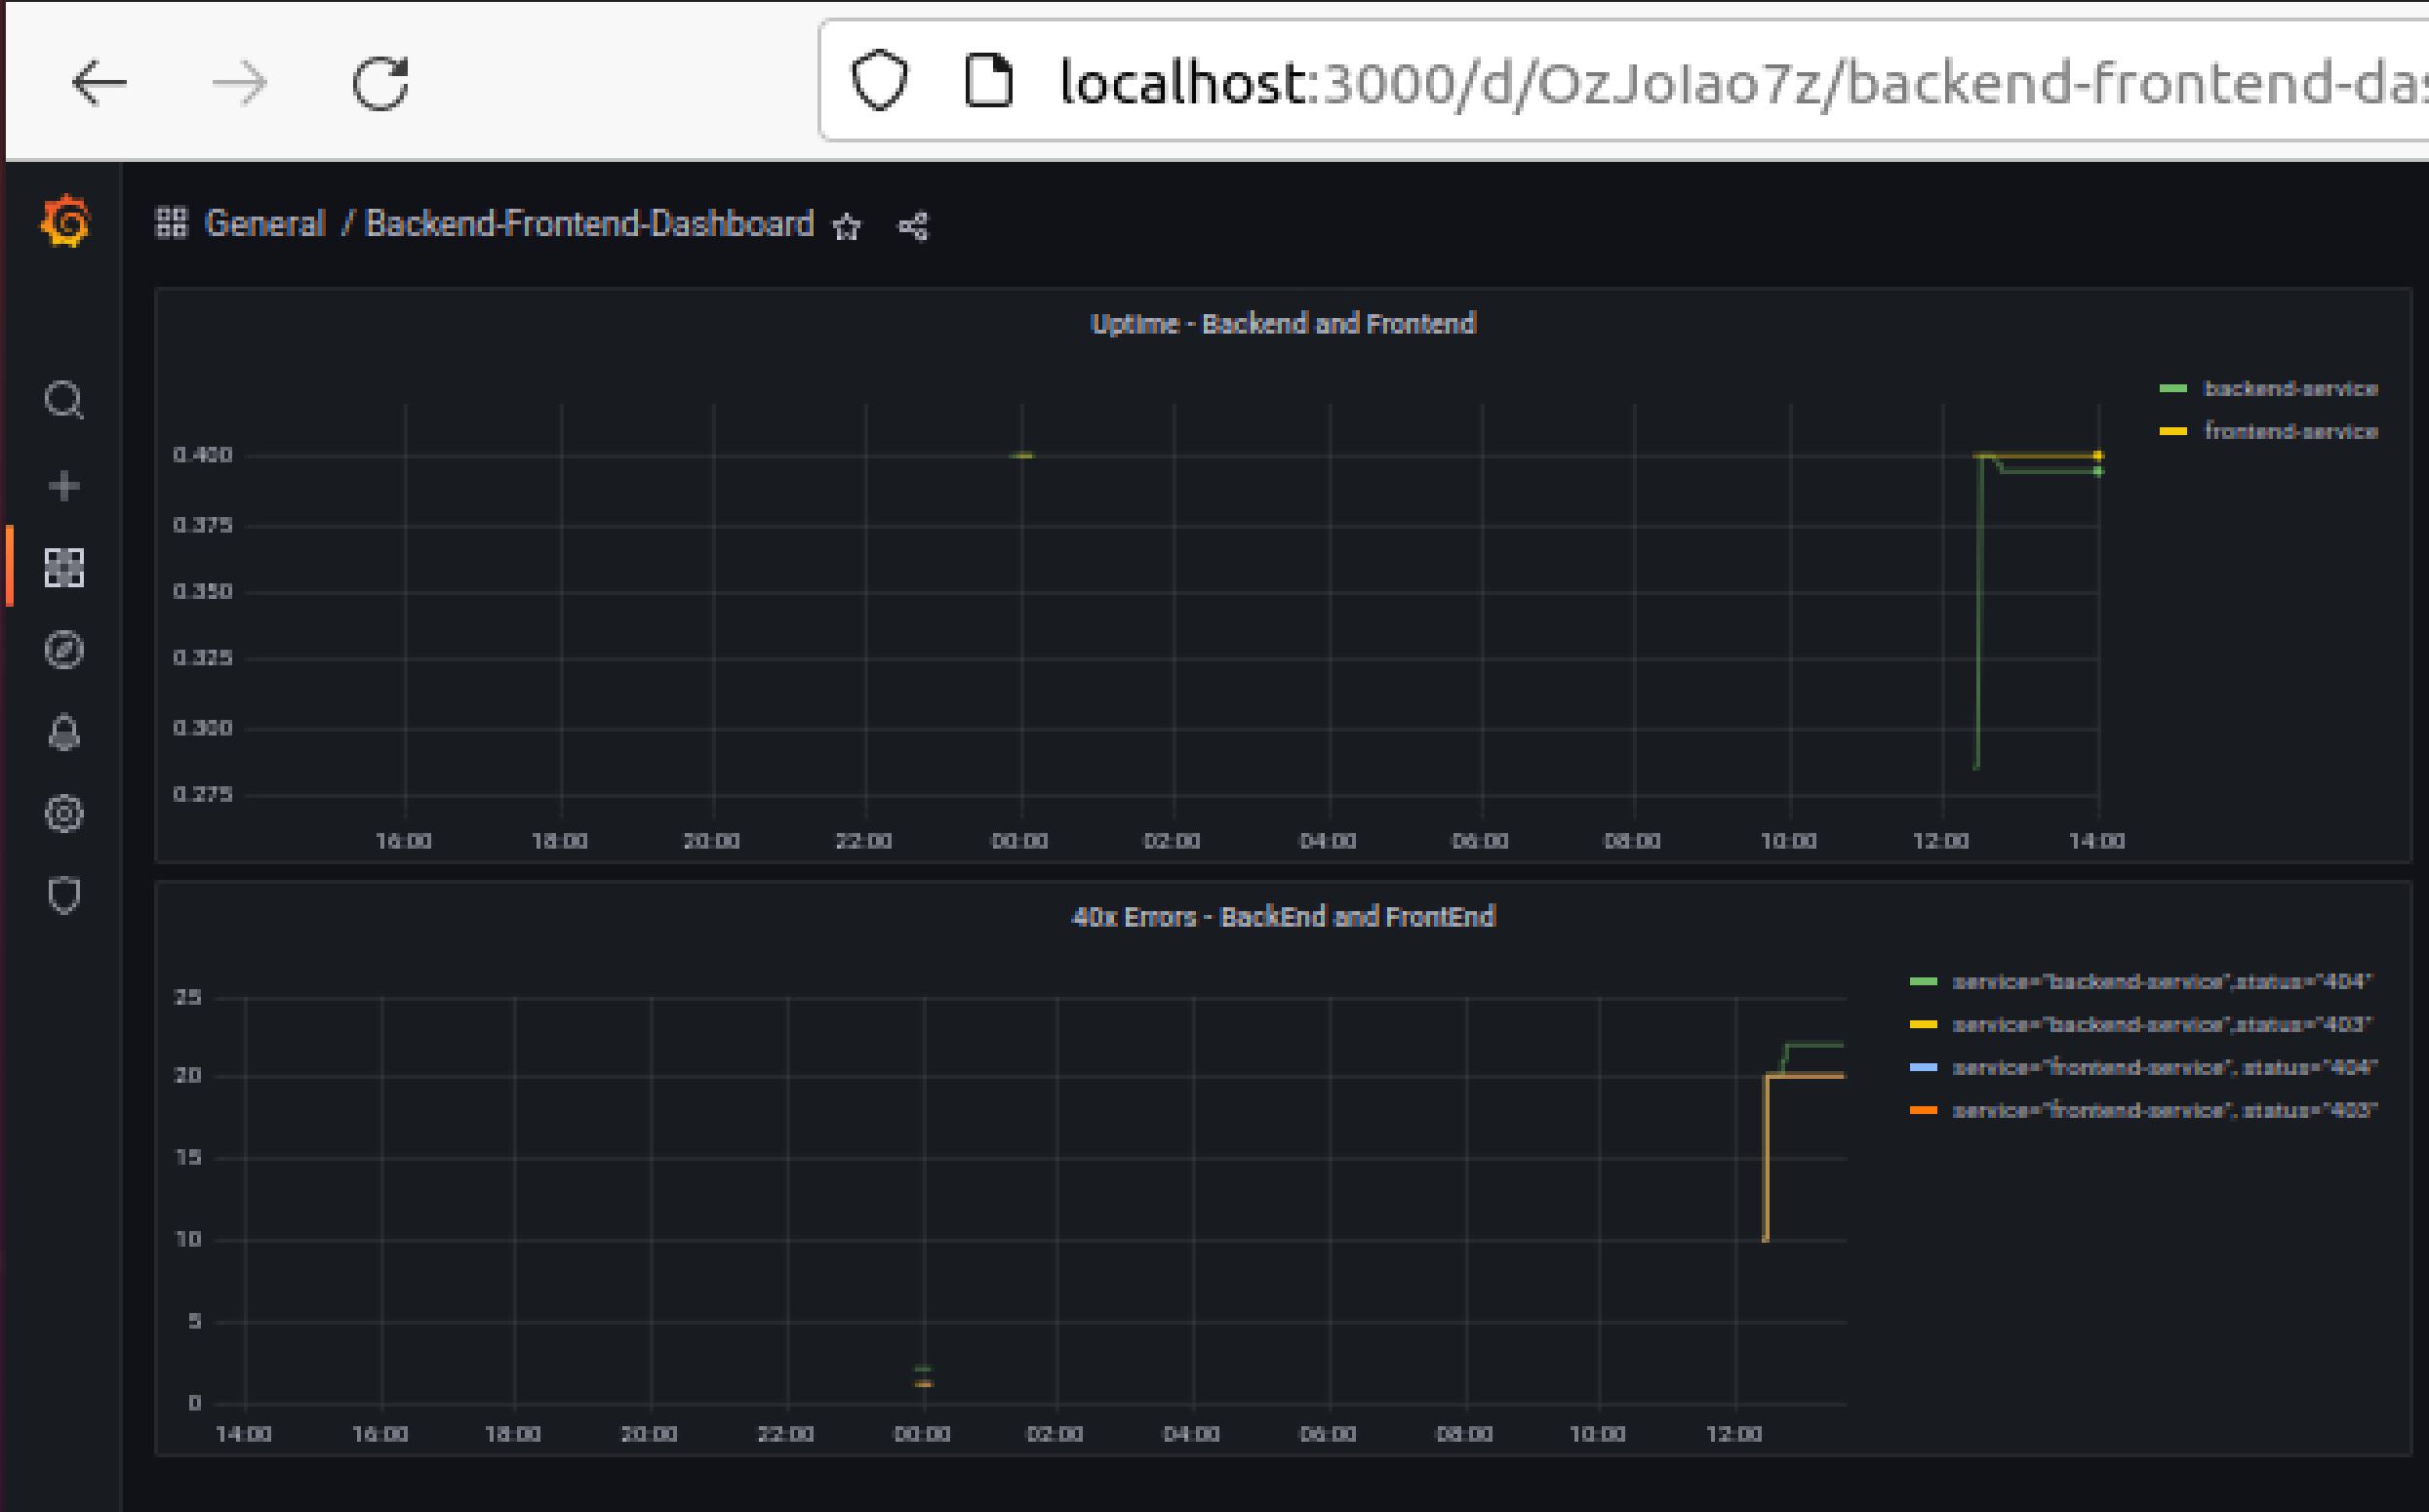 localhost:3000/d/OzJoIao7z/backend-frontend-das
General / Backend-Frontend-Dashboard
Uptime - Backend and Frontend
backend-service
frontend-service
0.400
0.375
0.350
0.325
0.300
0.275
16:00 18:00 20:00 22:00 00:00 02:00 04:00 06:00 08:00 10:00 12:00 14:00
40x Errors - BackEnd and FrontEnd
service="backend-service",status="404"
service="backend-service",status="403"
service="frontend-service", status="404"
service="frontend-service", status="403"
25
20
15
10
5
0
14:00 16:00 18:00 20:00 22:00 00:00 02:00 04:00 06:00 08:00 10:00 12:00